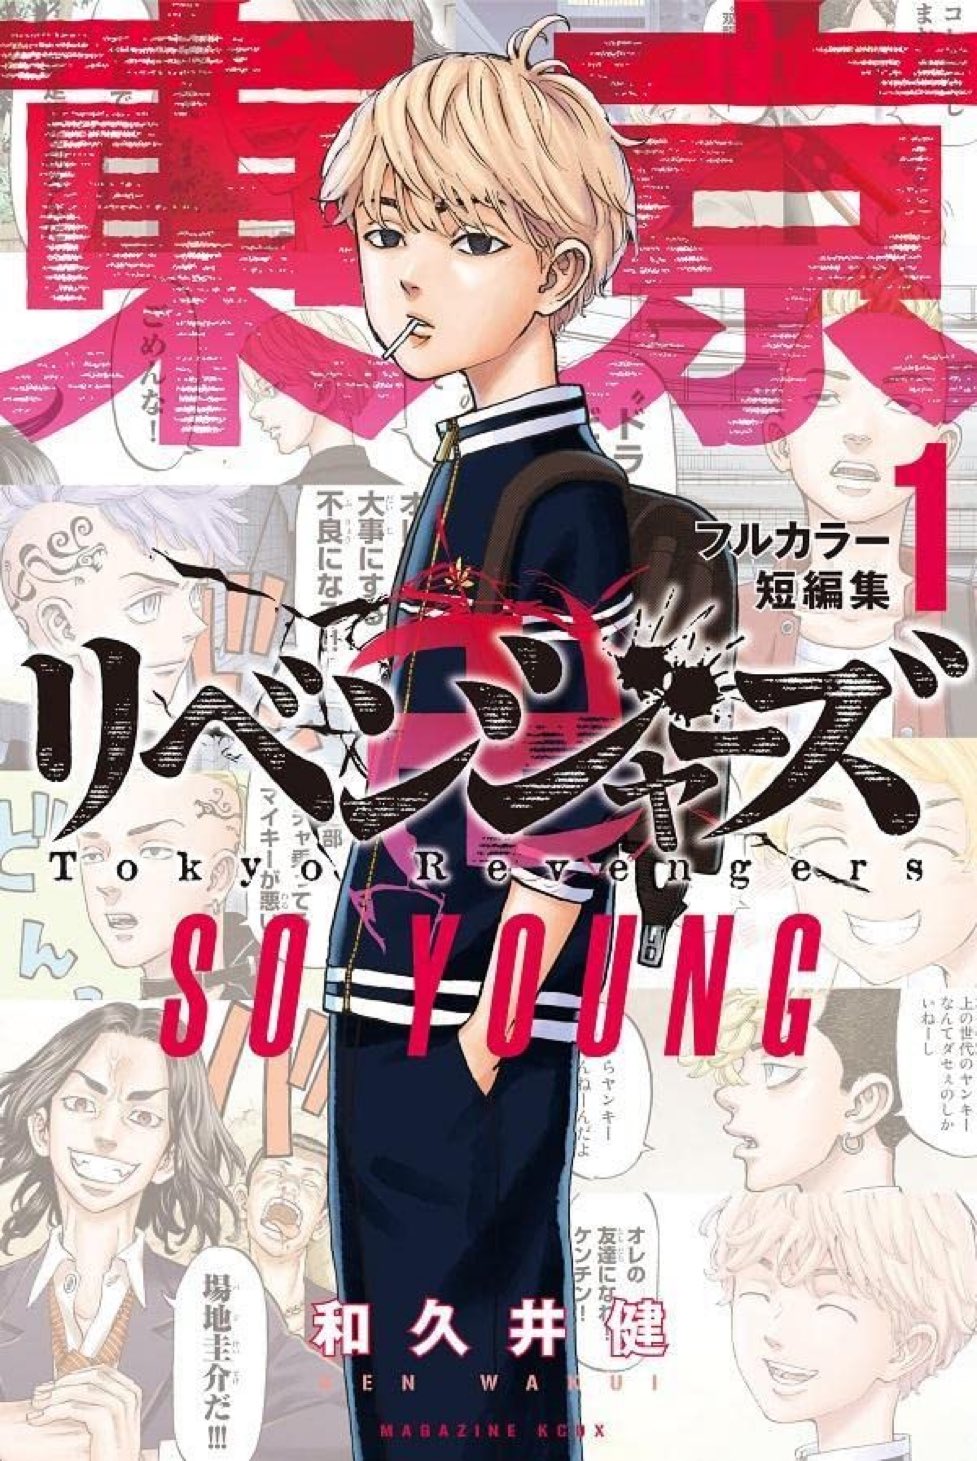 東京
卍
リベンジャーズ
Tokyo Revengers
SO YOUNG
1
フルカラー
短編集
ごめんな!
大事にする
不良にな
マイキーが悪い
どん
上の世代のヤンキー
なんてダセぇのしか
いねーし
らヤンキー
んねーんだよ
オレの
友達になれ
ケンチン!
場地圭介だ!!!
和久井健
KEN WAKUI
MAGAZINE KCDX